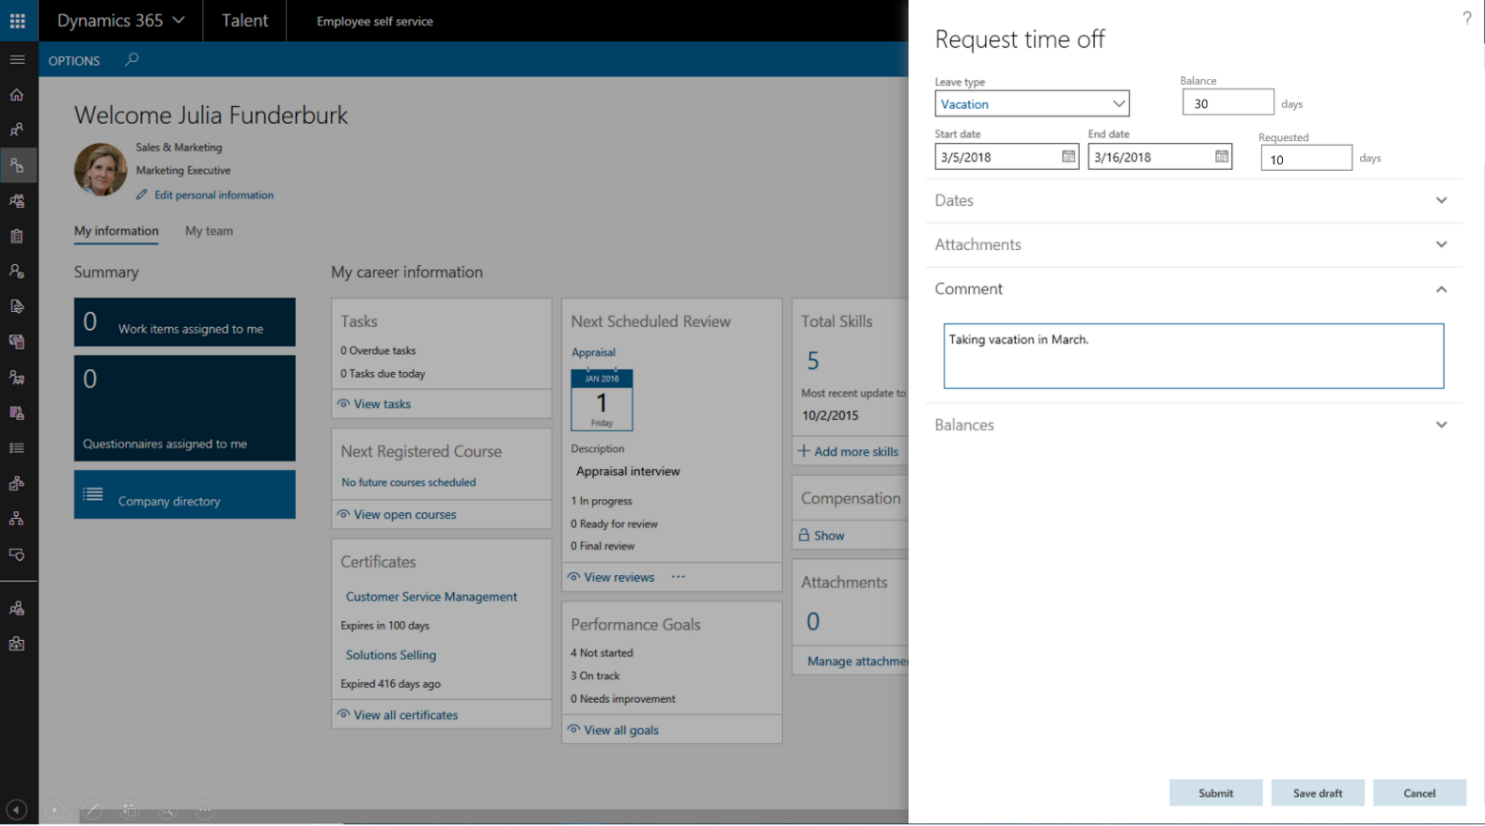 Dynamics 365
Talent
Employee self service
OPTIONS
Welcome Julia Funderburk
Sales & Marketing
Marketing Executive
Edit personal information
My information
My team
Summary
0 Work items assigned to me
0
Questionnaires assigned to me
Company directory
My career information
Tasks
0 Overdue tasks
0 Tasks due today
View tasks
Next Registered Course
No future courses scheduled
View open courses
Certificates
Customer Service Management
Expires in 100 days
Solutions Selling
Expired 416 days ago
View all certificates
Next Scheduled Review
Appraisal
JAN 2016
1
Friday
Description
Appraisal interview
1 In progress
0 Ready for review
0 Final review
View reviews ...
Performance Goals
4 Not started
3 On track
0 Needs improvement
View all goals
Total Skills
5
Most recent update to
10/2/2015
Add more skills
Compensation
Show
Attachments
0
Manage attachme
?
Request time off
Leave type
Vacation
Balance
30 days
Start date
3/5/2018
End date
3/16/2018
Requested
10 days
Dates
Attachments
Comment
Taking vacation in March.
Balances
Submit
Save draft
Cancel